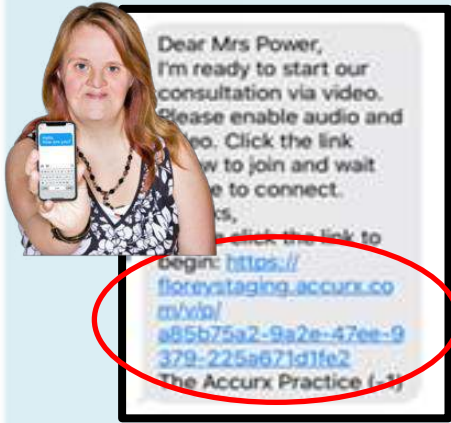 Dear Mrs Power,
I'm ready to start our
consultation via video.
Please enable audio and
Click the link
to join and wait
to connect.
click the link to
begin: https://
floreystaging.accurx.co
m/v/p/
a85b75a2-9a2e-47ee-9
379-225a671d1fe2
The Accurx Practice (-1)